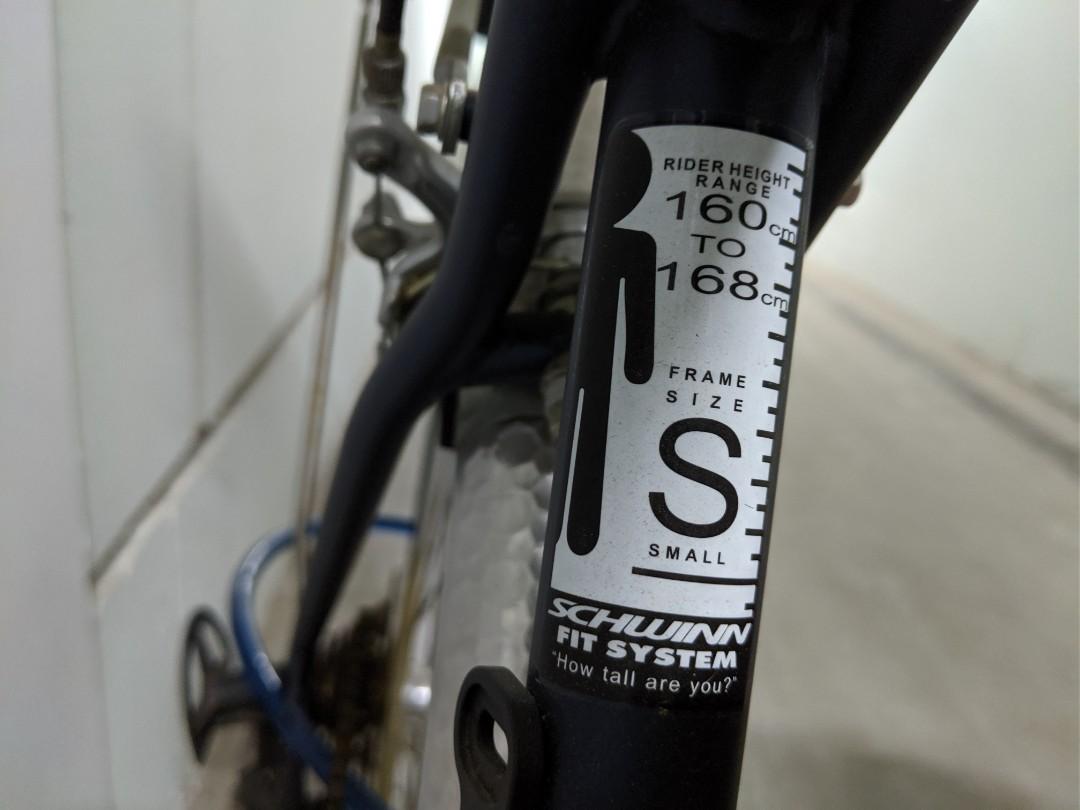 RIDER HEIGHT
RANGE
160cm
TO
168cm
FRAME
SIZE
S
SMALL
SCHWINN
FIT SYSTEM
"How tall are you?"